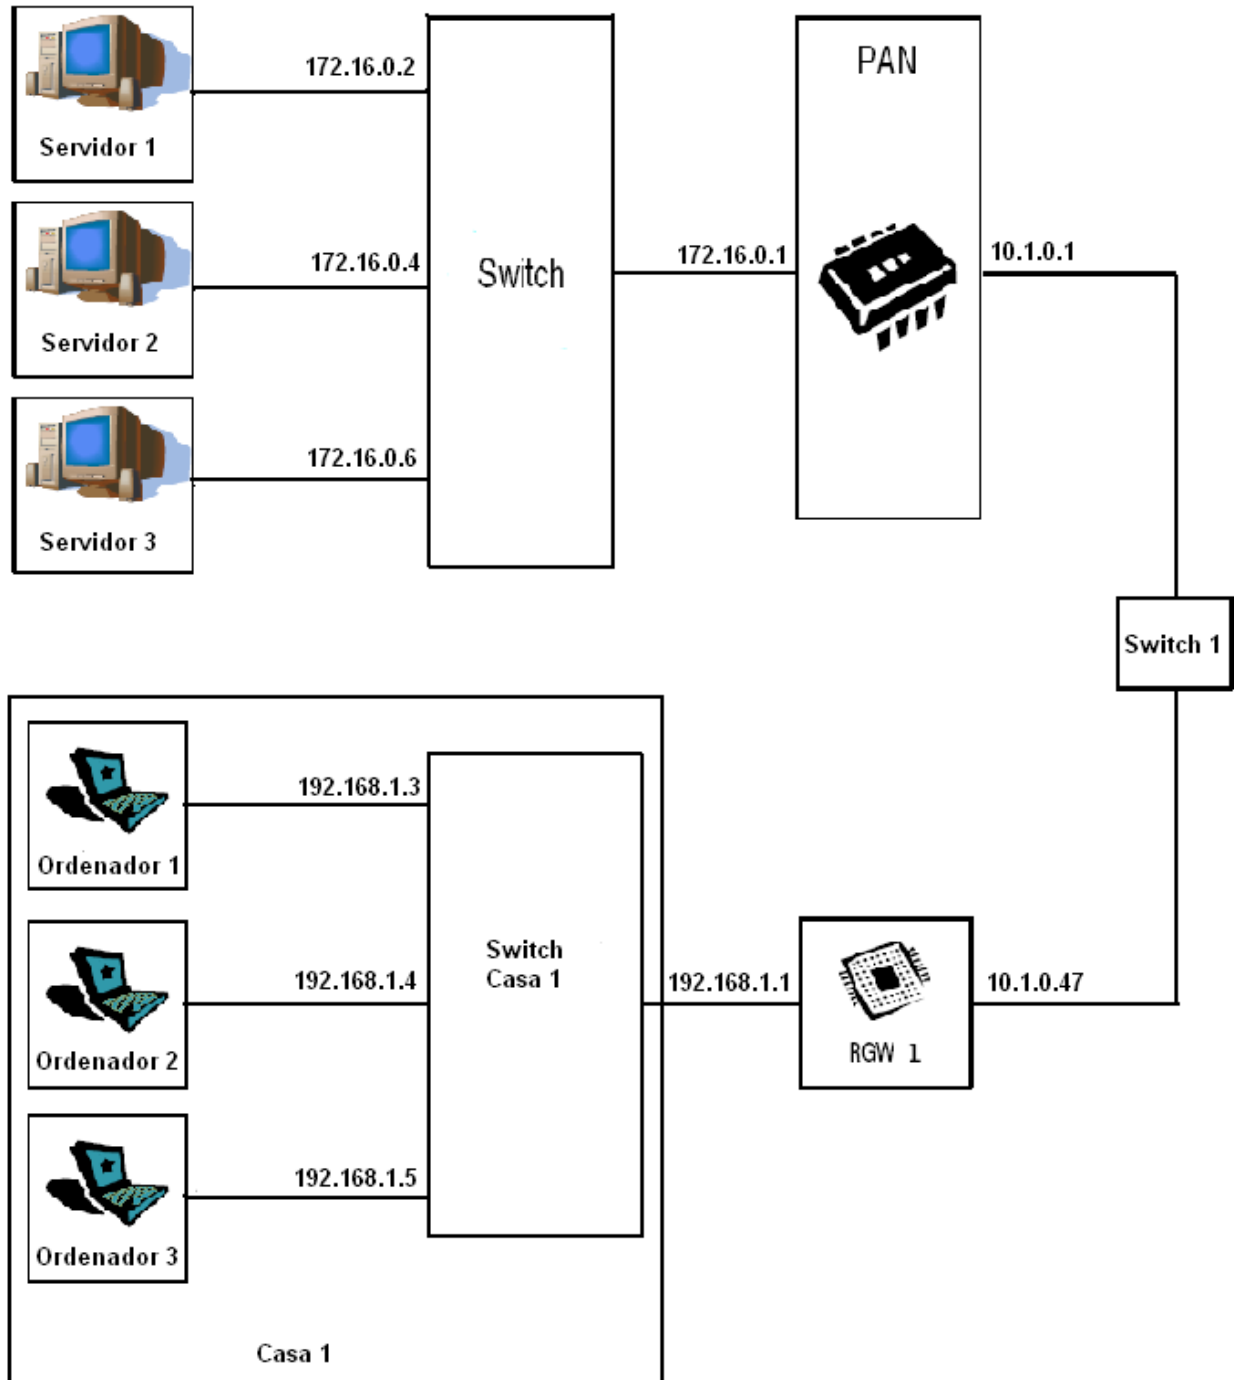 172.16.0.2
Servidor 1
PAN
172.16.0.4
Switch
172.16.0.1
10.1.0.1
Servidor 2
172.16.0.6
Servidor 3
Switch 1
192.168.1.3
Ordenador 1
Switch
Casa 1
192.168.1.4
192.168.1.1
10.1.0.47
Ordenador 2
RGW 1
192.168.1.5
Ordenador 3
Casa 1